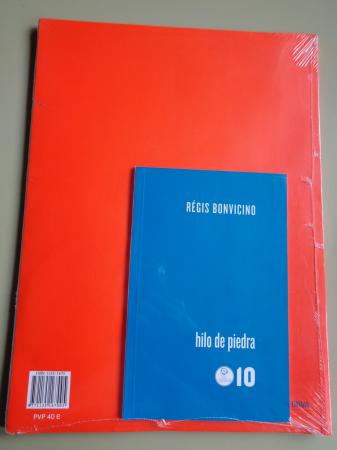 RÉGIS BONVICINO
hilo de piedra
10
PVP 40 €